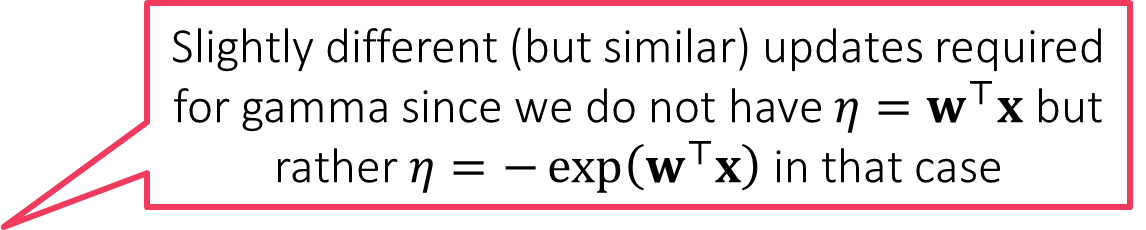 Slightly different (but similar) updates required
for gamma since we do not have η = w⊤x but
rather η = − exp(w⊤x) in that case